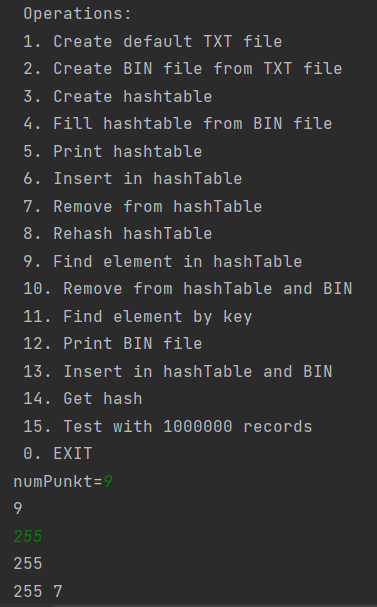 Operations:
1. Create default TXT file
2. Create BIN file from TXT file
3. Create hashtable
4. Fill hashtable from BIN file
5. Print hashtable
6. Insert in hashTable
7. Remove from hashTable
8. Rehash hashTable
9. Find element in hashTable
10. Remove from hashTable and BIN
11. Find element by key
12. Print BIN file
13. Insert in hashTable and BIN
14. Get hash
15. Test with 1000000 records
0. EXIT
numPunkt=9
9
255
255
255 7